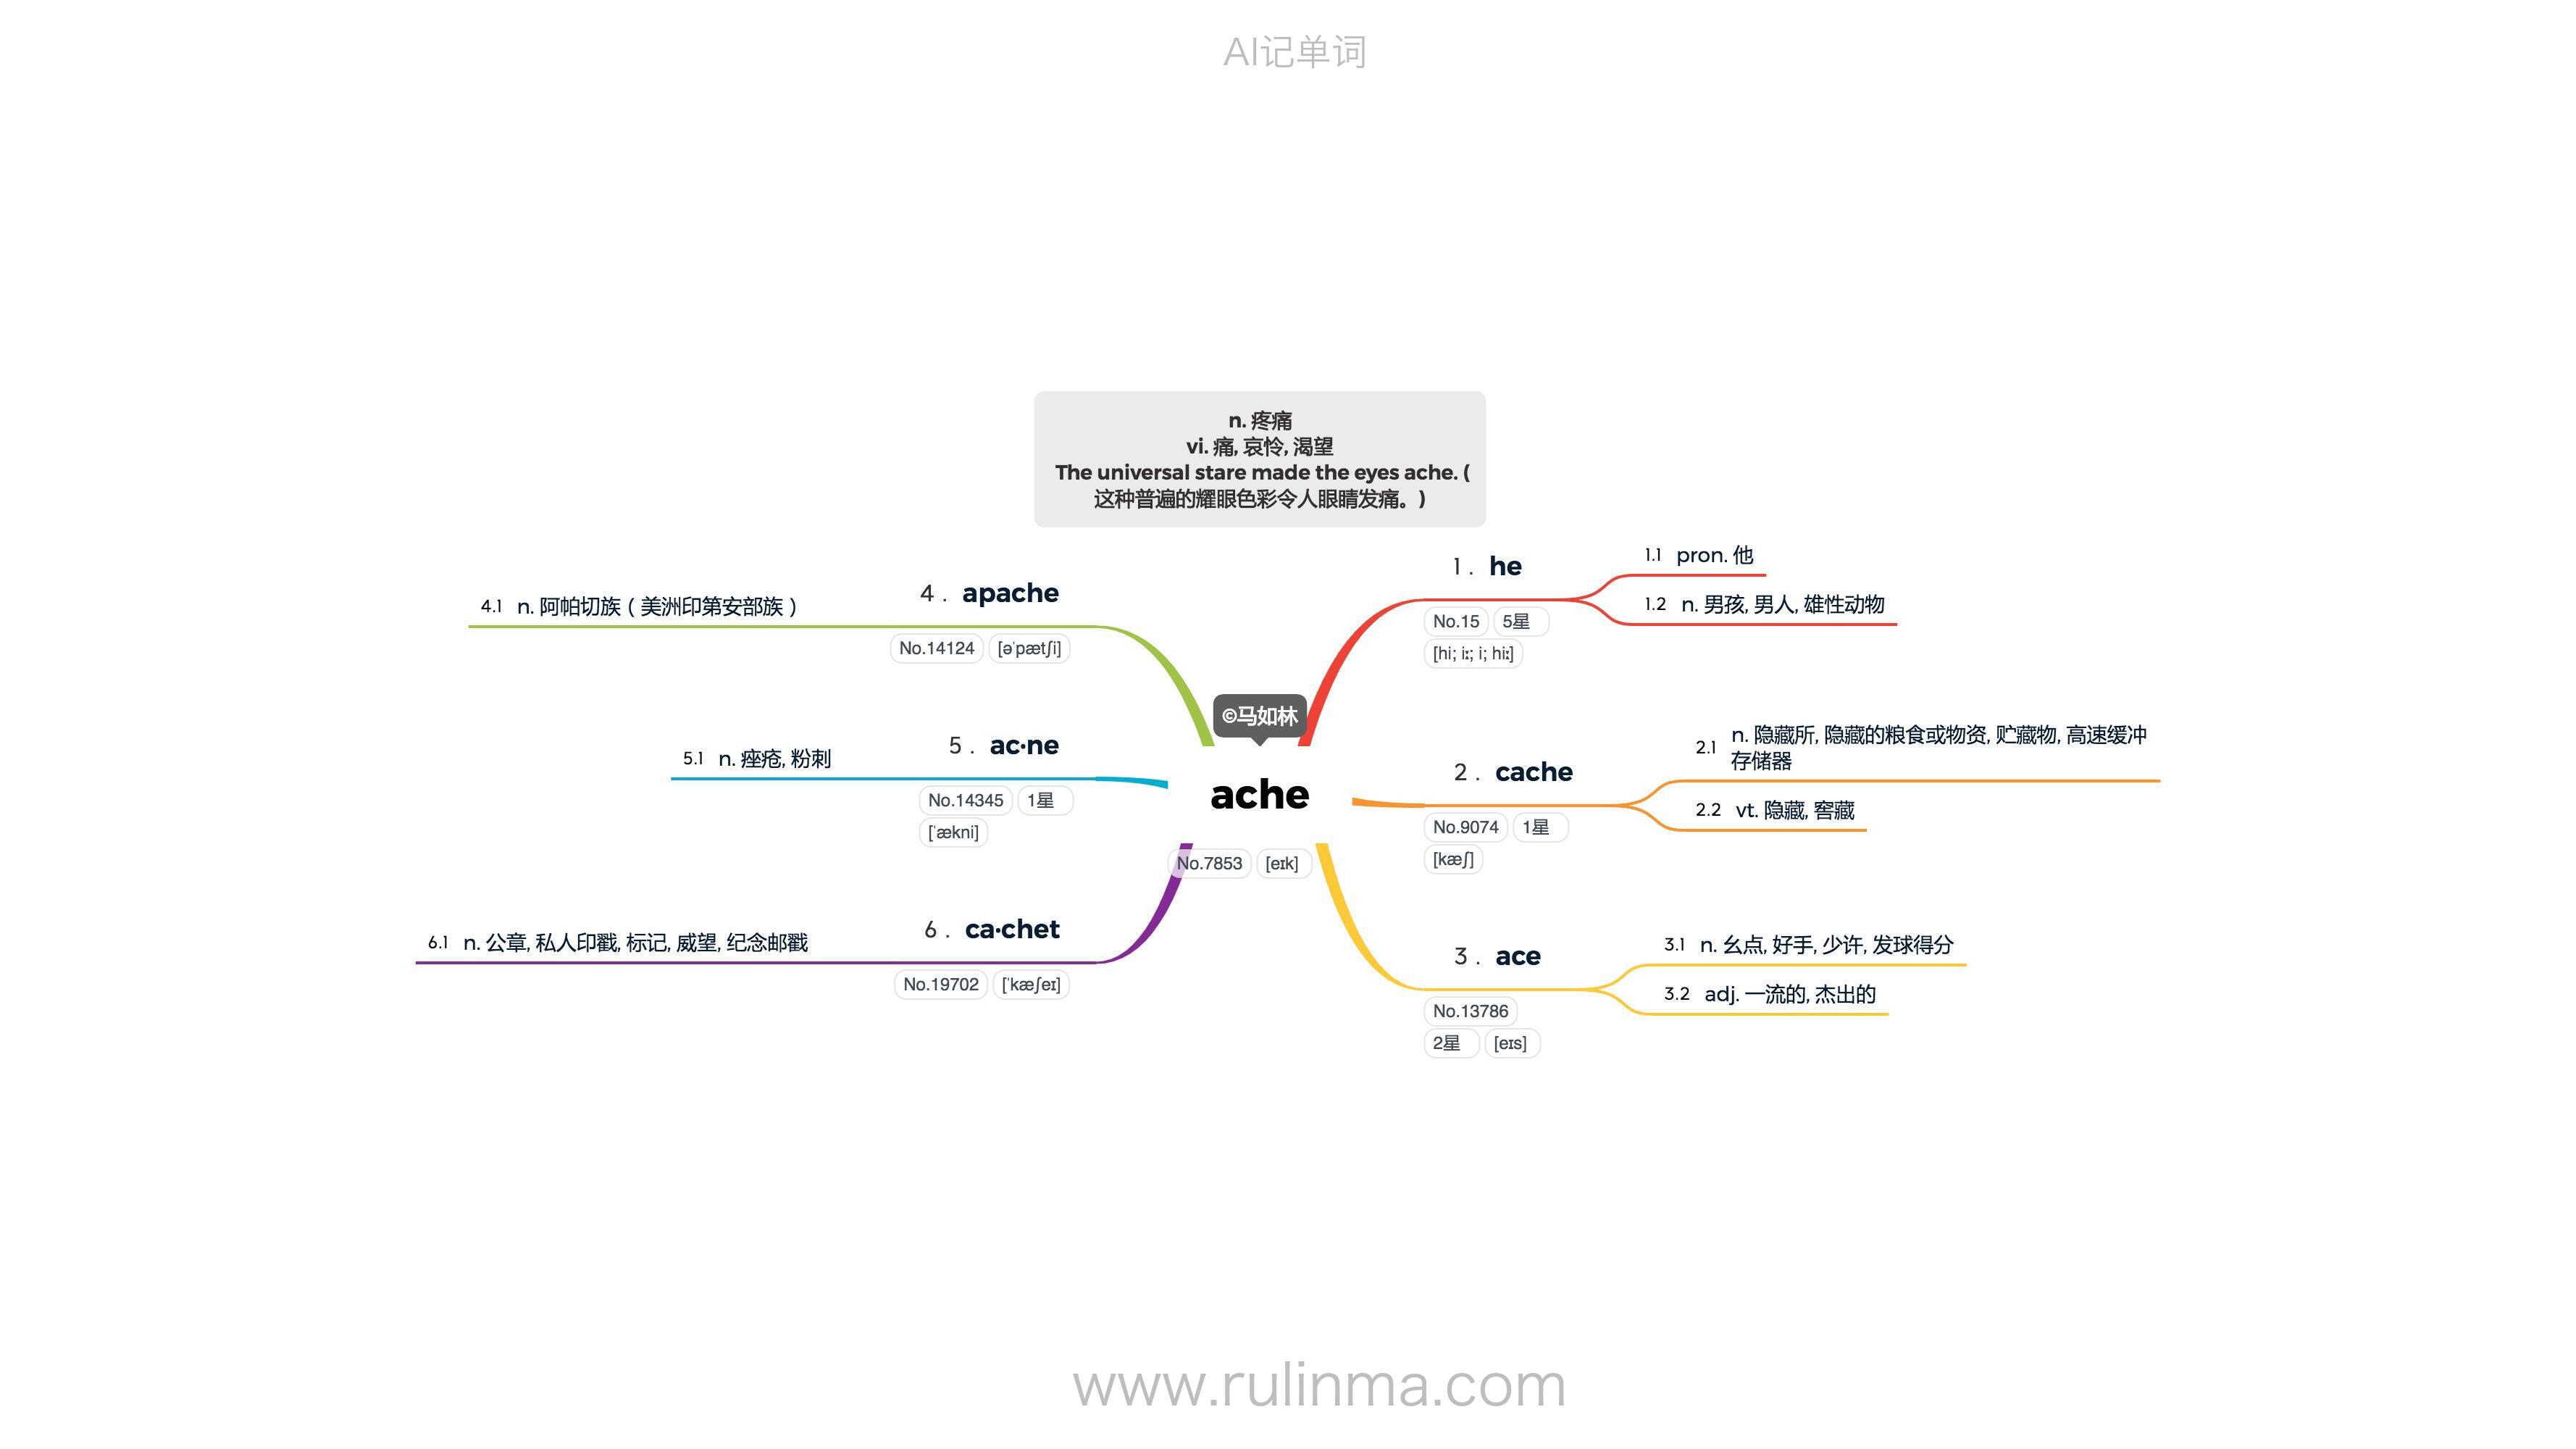 AI记单词
n. 疼痛
vi. 痛, 哀怜, 渴望
The universal stare made the eyes ache. (
这种普遍的耀眼色彩令人眼睛发痛。)
©马如林
ache
No.7853 [eɪk]
1 . he
No.15 5星
[hi; iː; i; hiː]
1.1 pron. 他
1.2 n. 男孩, 男人, 雄性动物
2 . cache
No.9074 1星
[kæʃ]
2.1 n. 隐藏所, 隐藏的粮食或物资, 贮藏物, 高速缓冲
存储器
2.2 vt. 隐藏, 窖藏
3 . ace
No.13786
2星 [eɪs]
3.1 n. 幺点, 好手, 少许, 发球得分
3.2 adj. 一流的, 杰出的
4 . apache
No.14124 [əˈpætʃi]
4.1 n. 阿帕切族（美洲印第安部族）
5 . ac·ne
No.14345 1星
[ˈækni]
5.1 n. 痤疮, 粉刺
6 . ca·chet
No.19702 [ˈkæʃeɪ]
6.1 n. 公章, 私人印戳, 标记, 威望, 纪念邮戳
www.rulinma.com